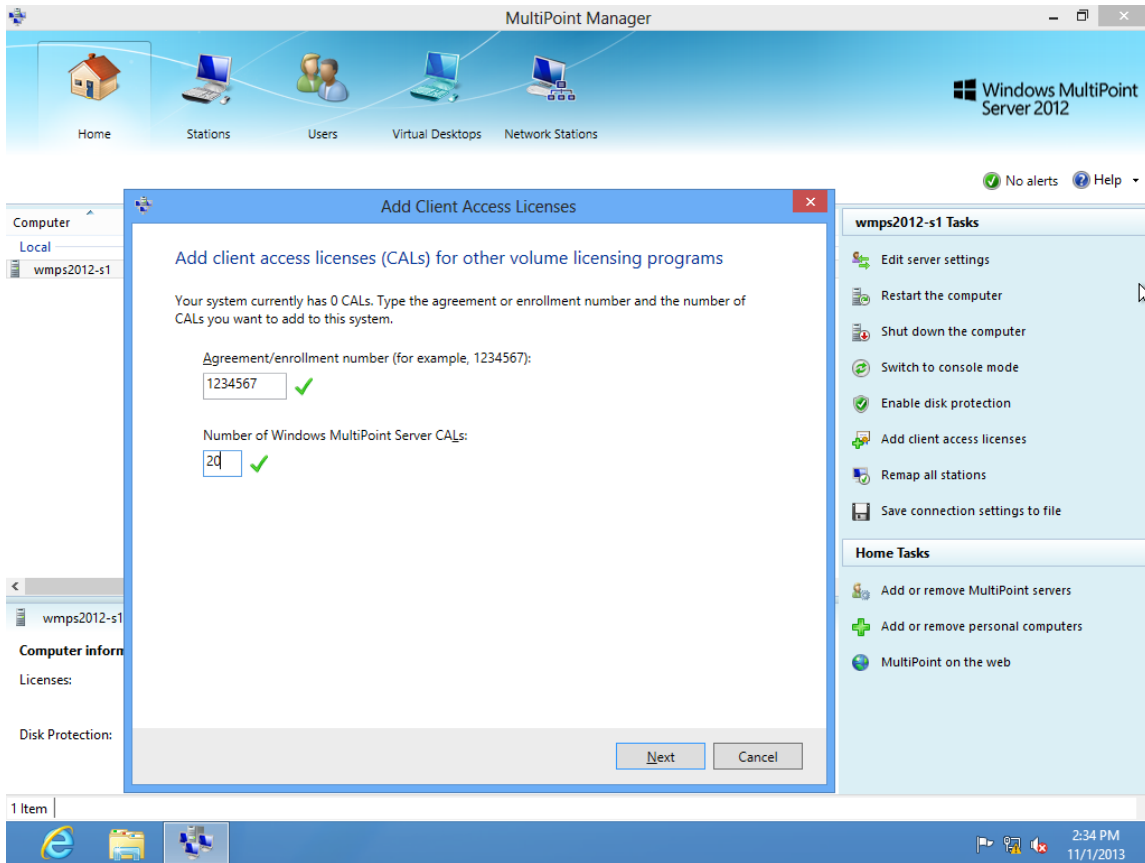 MultiPoint Manager
Home
Stations
Users
Virtual Desktops
Network Stations
Windows MultiPoint
Server 2012
No alerts
Help
Computer
Local
wmps2012-s1
Add Client Access Licenses
Add client access licenses (CALs) for other volume licensing programs
Your system currently has 0 CALs. Type the agreement or enrollment number and the number of
CALs you want to add to this system.
Agreement/enrollment number (for example, 1234567):
1234567
Number of Windows MultiPoint Server CALs:
20
Next
Cancel
wmps2012-s1 Tasks
Edit server settings
Restart the computer
Shut down the computer
Switch to console mode
Enable disk protection
Add client access licenses
Remap all stations
Save connection settings to file
Home Tasks
Add or remove MultiPoint servers
Add or remove personal computers
MultiPoint on the web
wmps2012-s1
Computer inform
Licenses:
Disk Protection:
1 Item
2:34 PM
11/1/2013